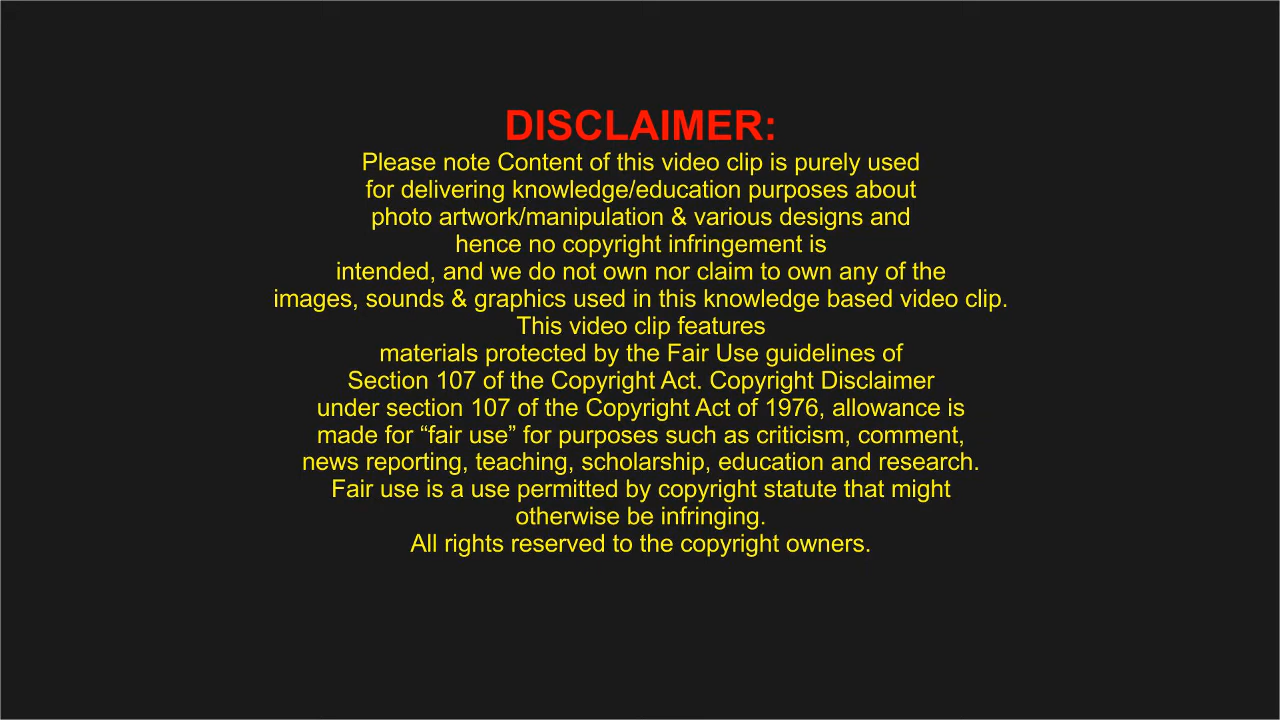 DISCLAIMER:
Please note Content of this video clip is purely used
for delivering knowledge/education purposes about
photo artwork/manipulation & various designs and
hence no copyright infringement is
intended, and we do not own nor claim to own any of the
images, sounds & graphics used in this knowledge based video clip.
This video clip features
materials protected by the Fair Use guidelines of
Section 107 of the Copyright Act. Copyright Disclaimer
under section 107 of the Copyright Act of 1976, allowance is
made for “fair use” for purposes such as criticism, comment,
news reporting, teaching, scholarship, education and research.
Fair use is a use permitted by copyright statute that might
otherwise be infringing.
All rights reserved to the copyright owners.